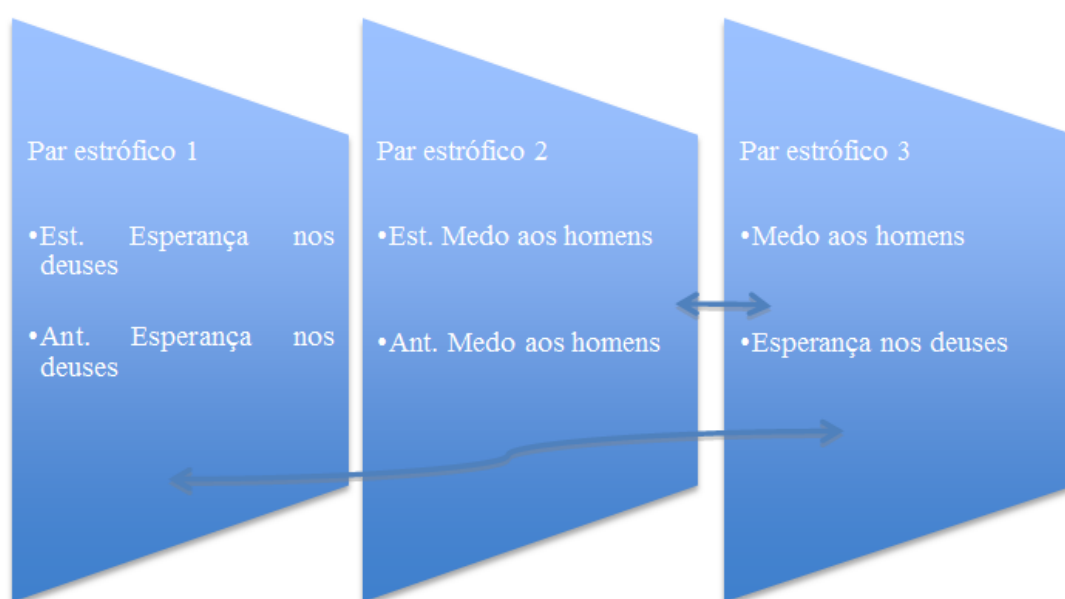 Par estrófico 1
•Est. Esperança nos
deuses
•Ant. Esperança nos
deuses
Par estrófico 2
•Est. Medo aos homens
•Ant. Medo aos homens
Par estrófico 3
•Medo aos homens
•Esperança nos deuses